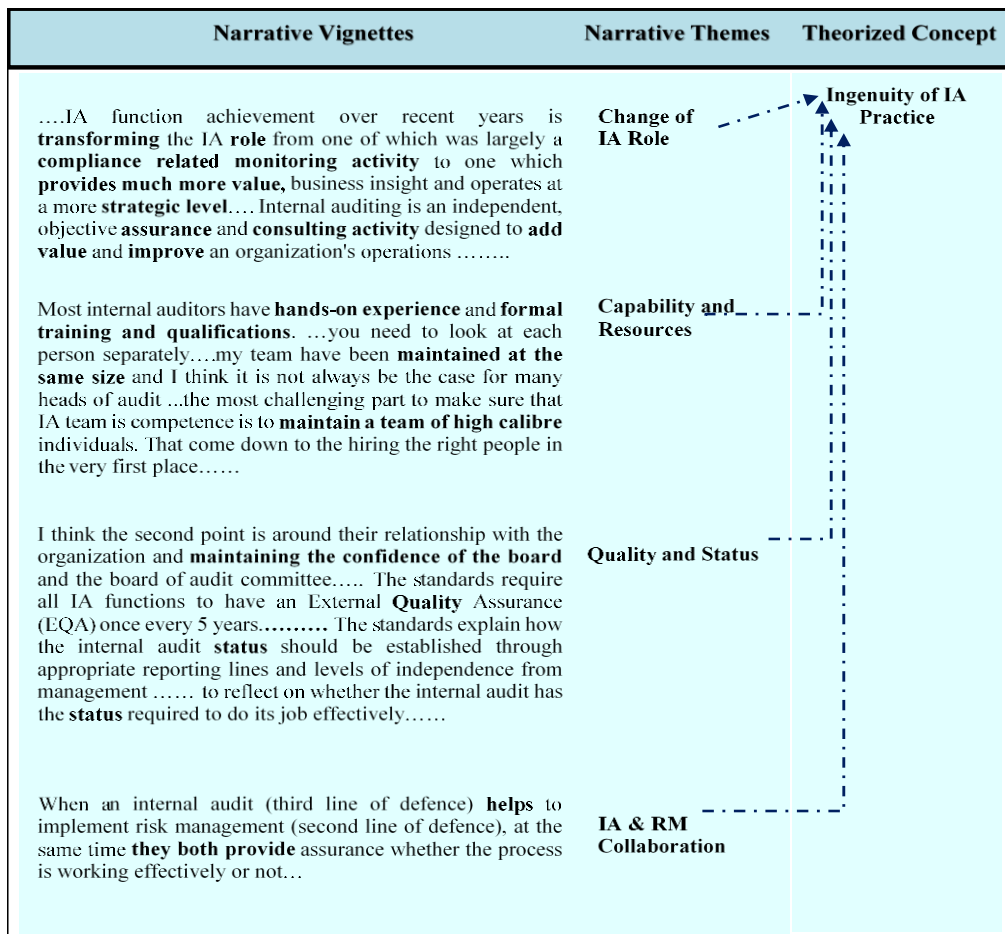 Narrative Vignettes
Narrative Themes
Theorized Concept
….IA function achievement over recent years is
transforming the IA role from one of which was largely a
compliance related monitoring activity to one which
provides much more value, business insight and operates at
a more strategic level…. Internal auditing is an independent,
objective assurance and consulting activity designed to add
value and improve an organization's operations ……..
Change of
IA Role
Ingenuity of IA
Practice
Most internal auditors have hands-on experience and formal
training and qualifications. …you need to look at each
person separately….my team have been maintained at the
same size and I think it is not always be the case for many
heads of audit ...the most challenging part to make sure that
IA team is competence is to maintain a team of high calibre
individuals. That come down to the hiring the right people in
the very first place……
Capability and
Resources
I think the second point is around their relationship with the
organization and maintaining the confidence of the board
and the board of audit committee….. The standards require
all IA functions to have an External Quality Assurance
(EQA) once every 5 years.……… The standards explain how
the internal audit status should be established through
appropriate reporting lines and levels of independence from
management …… to reflect on whether the internal audit has
the status required to do its job effectively……
Quality and Status
When an internal audit (third line of defence) helps to
implement risk management (second line of defence), at the
same time they both provide assurance whether the process
is working effectively or not…
IA & RM
Collaboration